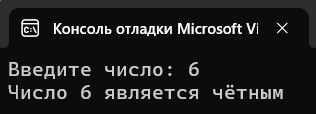 Консоль отладки Microsoft Vi
Введите число: 6
Число 6 является чётным